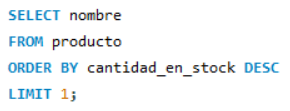 SELECT nombre
FROM producto
ORDER BY cantidad_en_stock DESC
LIMIT 1;